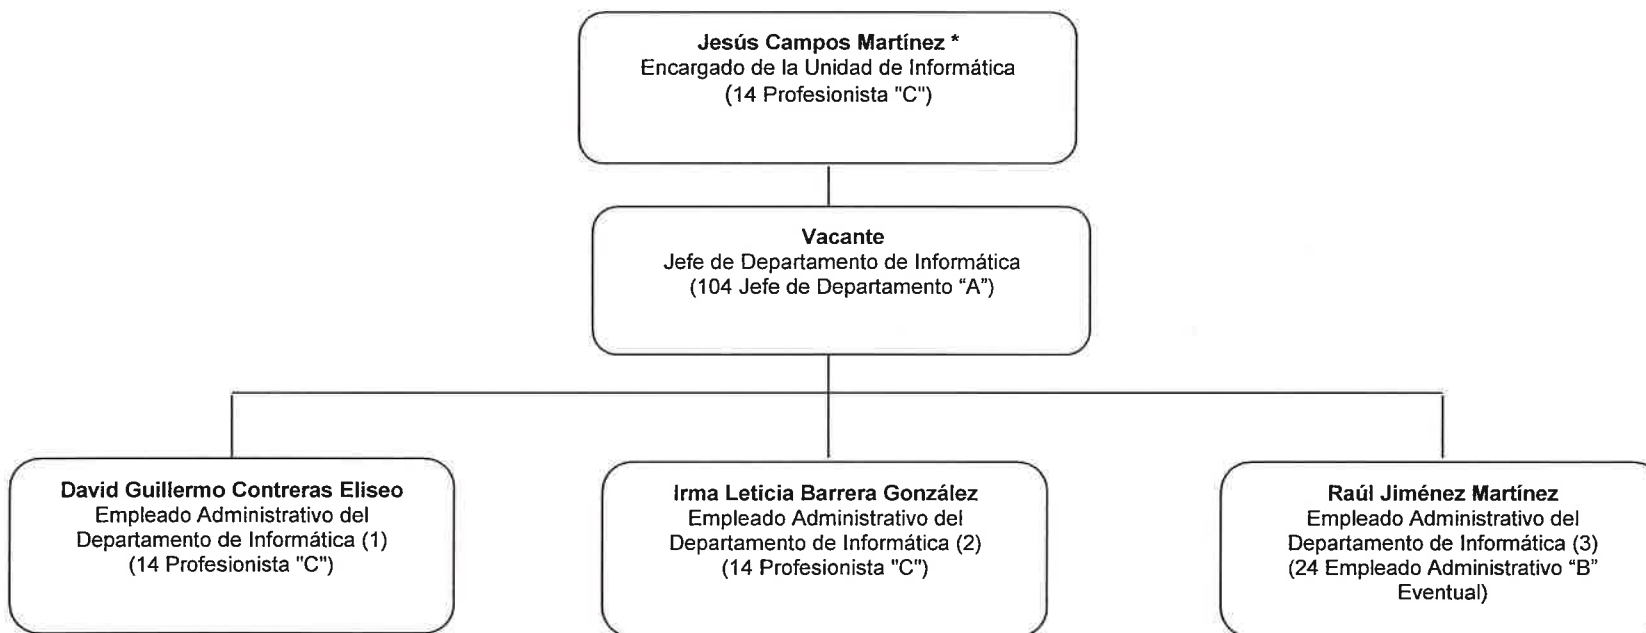 Jesús Campos Martínez *
Encargado de la Unidad de Informática
(14 Profesionista "C")
Vacante
Jefe de Departamento de Informática
(104 Jefe de Departamento “A”)
David Guillermo Contreras Eliseo
Empleado Administrativo del
Departamento de Informática (1)
(14 Profesionista "C")
Irma Leticia Barrera González
Empleado Administrativo del
Departamento de Informática (2)
(14 Profesionista "C")
Raúl Jiménez Martínez
Empleado Administrativo del
Departamento de Informática (3)
(24 Empleado Administrativo “B”
Eventual)